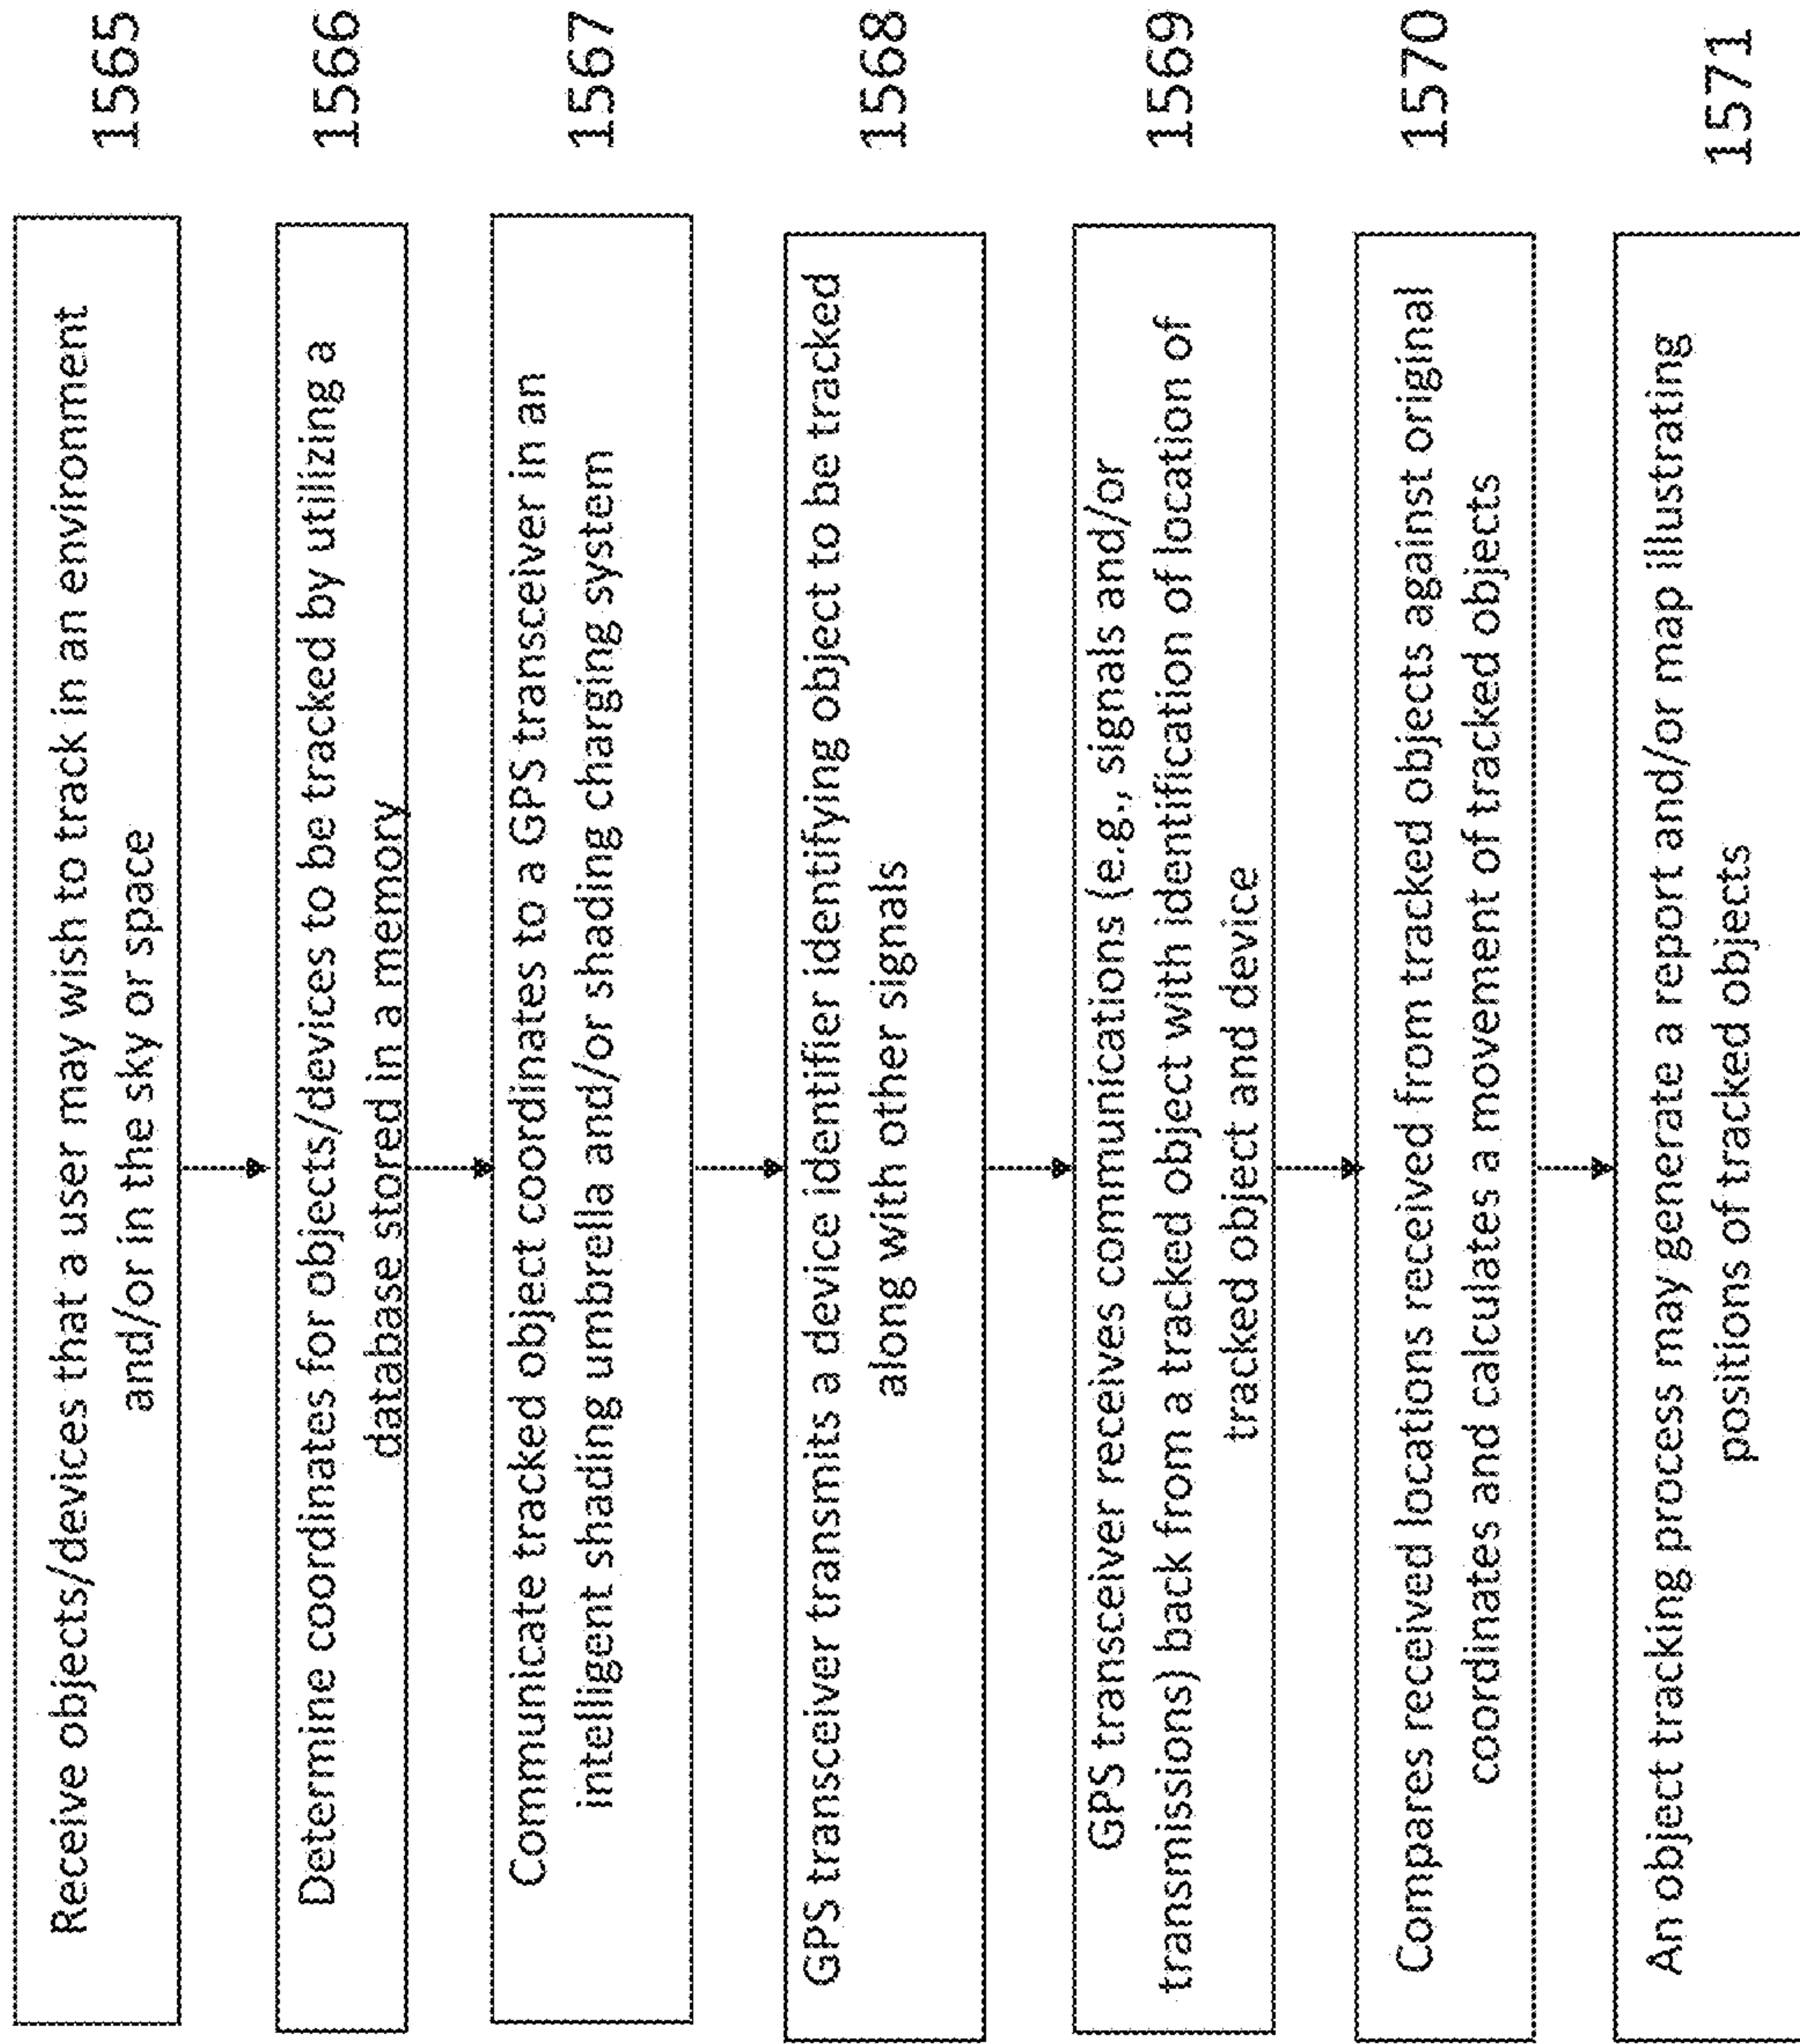 Receive objects/devices that a user may wish to track in an environment
and/or in the sky or space
1565
Determine coordinates for objects/devices to be tracked by utilizing a
database stored in a memory
1566
Communicate tracked object coordinates to a GPS transceiver in an
intelligent shading umbrella and/or shading charging system
1567
GPS transceiver transmits a device identifier identifying object to be tracked
along with other signals
1568
GPS transceiver receives communications (e.g., signals and/or
transmissions) back from a tracked object with identification of location of
tracked object and device
1569
Compares received locations received from tracked objects against original
coordinates and calculates a movement of tracked objects
1570
An object tracking process may generate a report and/or map illustrating
positions of tracked objects
1571